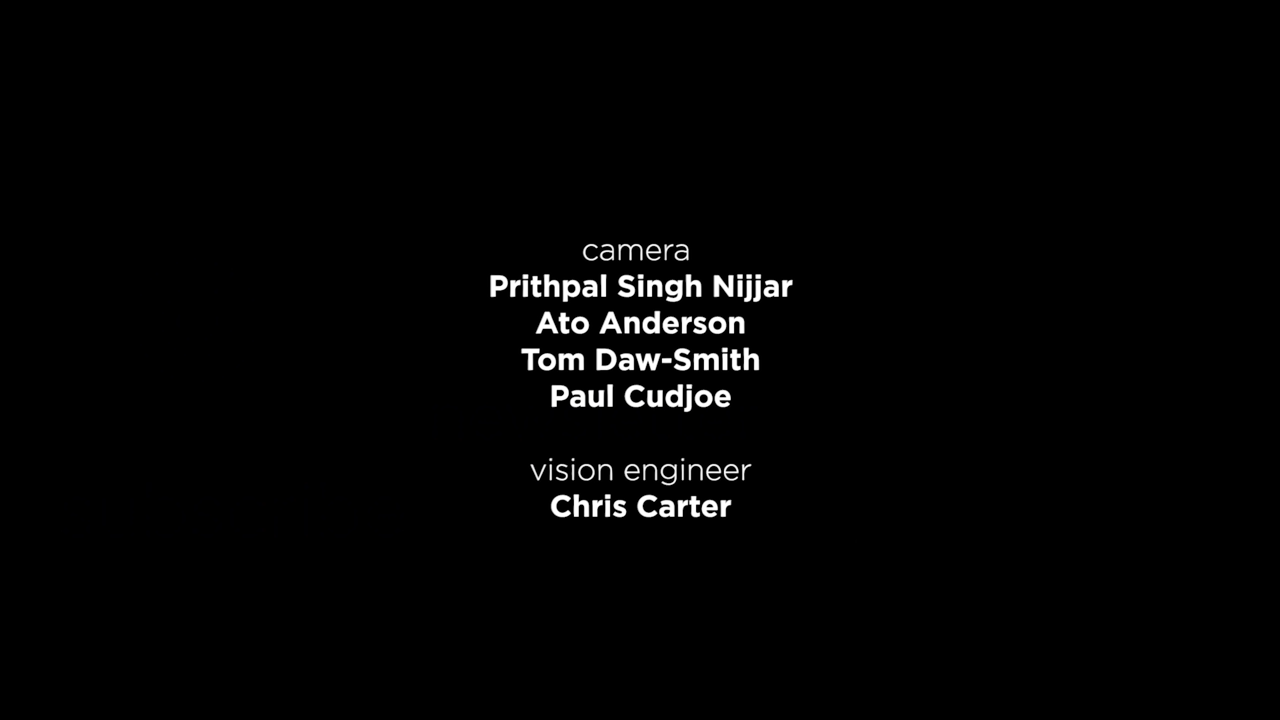 camera
Prithpal Singh Nijjar
Ato Anderson
Tom Daw-Smith
Paul Cudjoe
vision engineer
Chris Carter